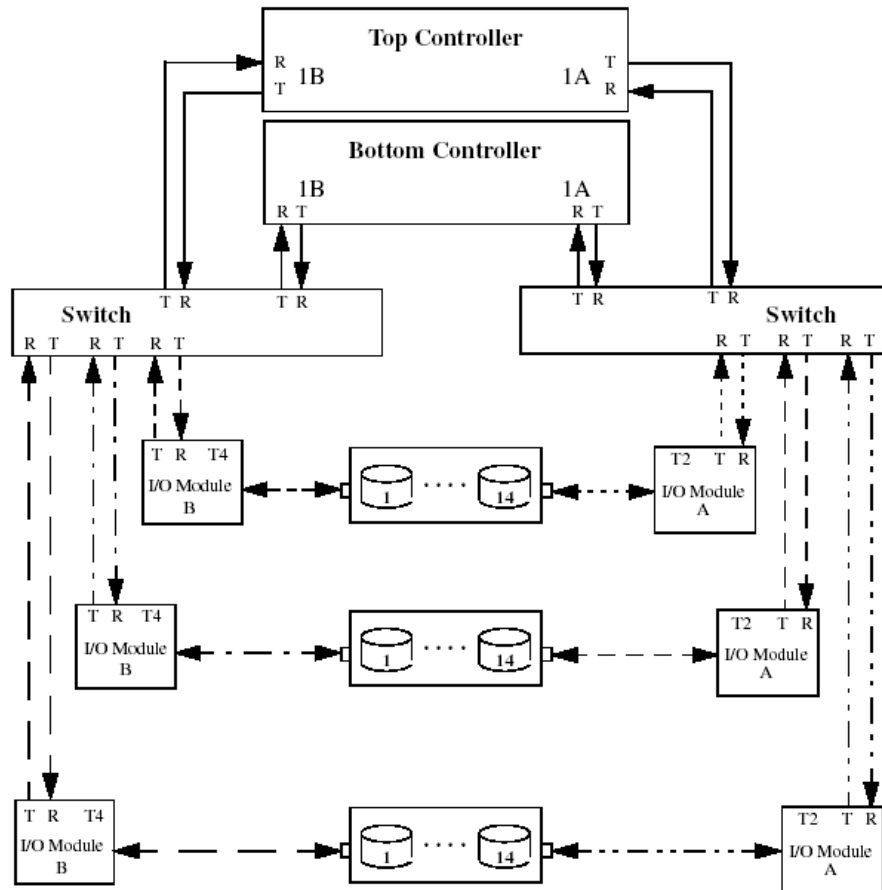 Top Controller
R 1B 1A T
T R
Bottom Controller
1B 1A
R T R T
T R T R T R T R
Switch Switch
R T R T R T R T R T R T
T R T4 T2 T R
I/O Module B 1 .... 14 I/O Module A
T R T4 T2 T R
I/O Module B 1 .... 14 I/O Module A
T R T4 T2 T R
I/O Module B 1 .... 14 I/O Module A